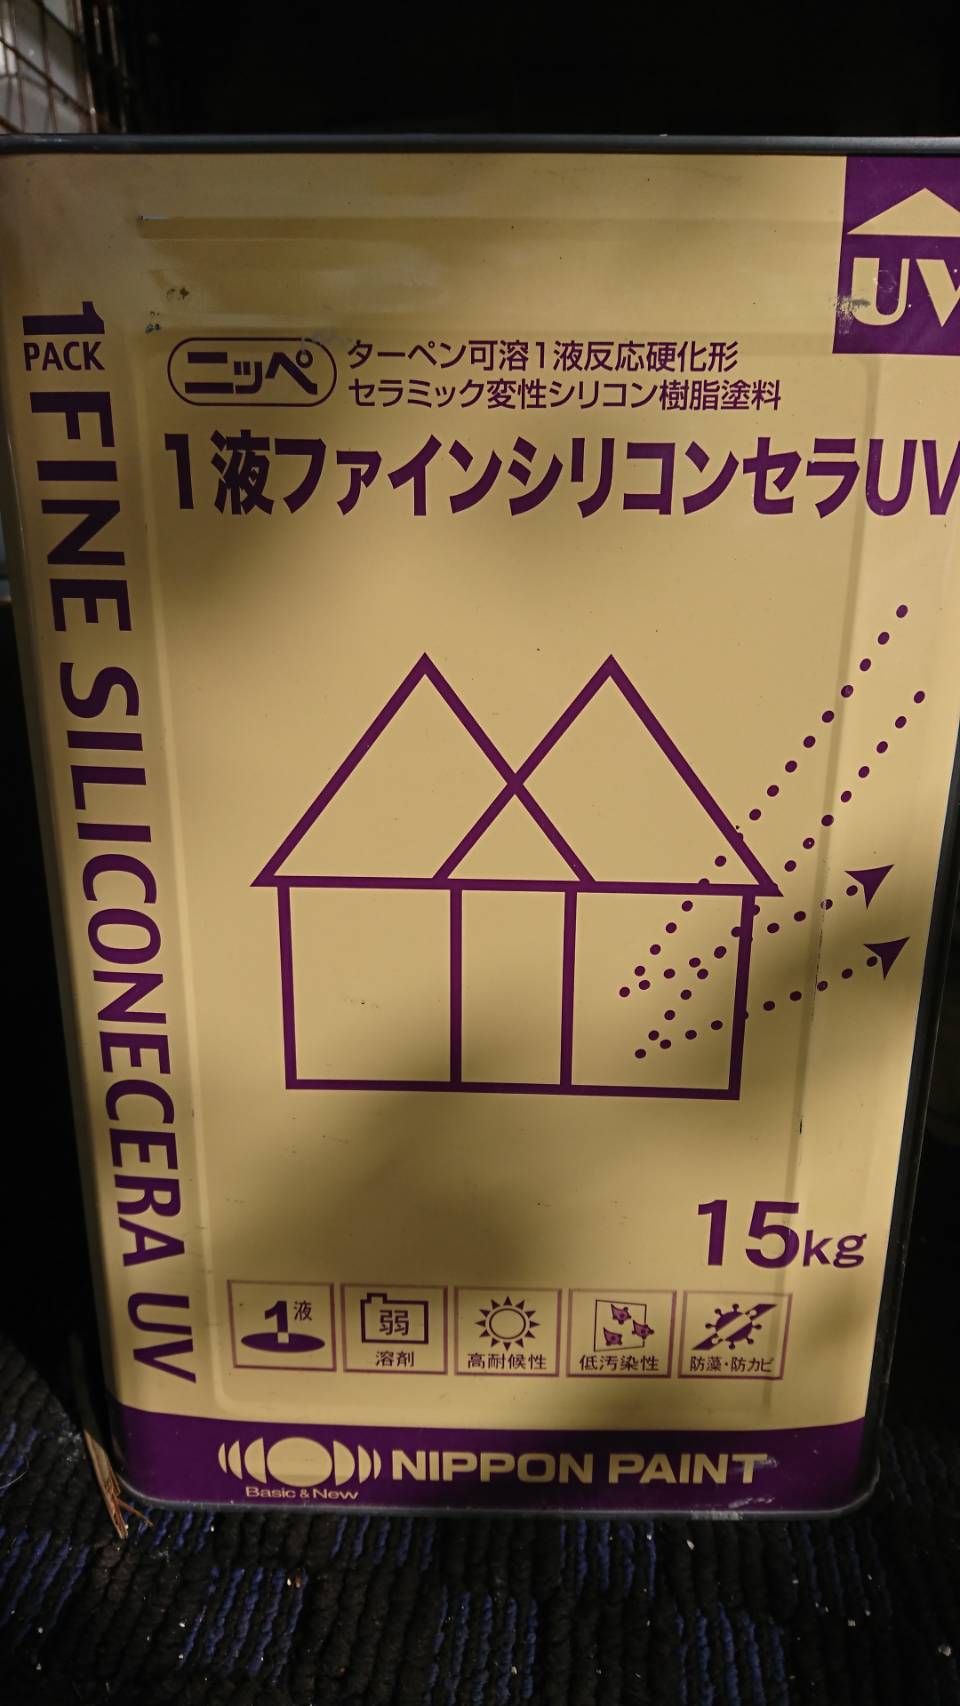 UV
ニッペ
ターペン可溶1液反応硬化形
セラミック変性シリコン樹脂塗料
1液ファインシリコンセラUV
1 PACK FINE SILICONECERA UV
15kg
1液
弱
溶剤
高耐候性
低汚染性
防藻・防カビ
NIPPON PAINT
Basic & New